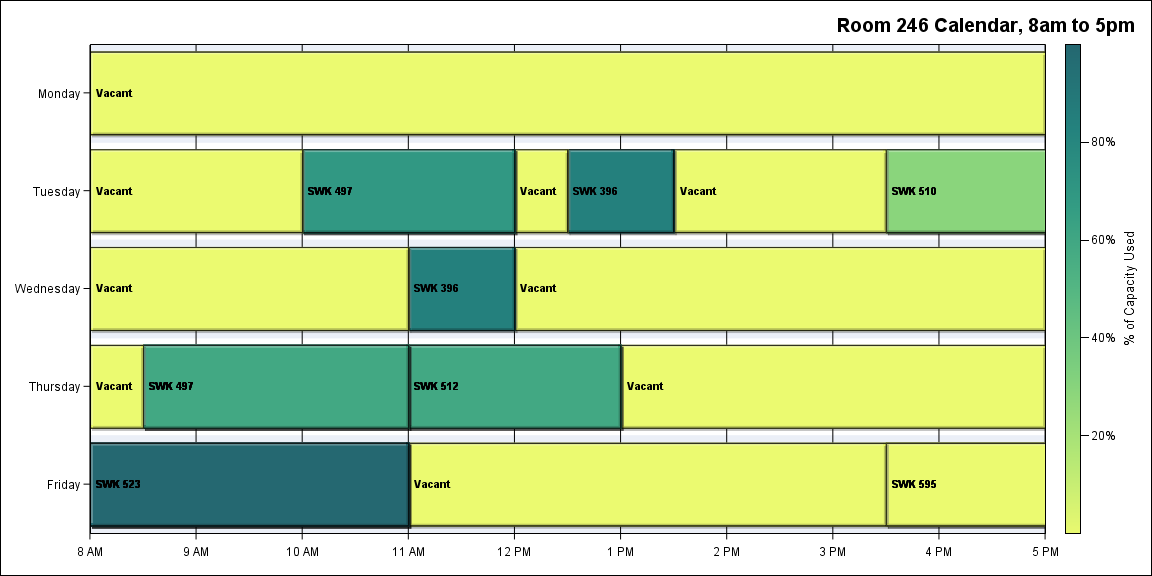 Room 246 Calendar, 8am to 5pm
Monday
Vacant
Tuesday
Vacant
SWK 497
Vacant
SWK 396
Vacant
SWK 510
Wednesday
Vacant
SWK 396
Vacant
Thursday
Vacant
SWK 497
SWK 512
Vacant
Friday
SWK 523
Vacant
SWK 595
8 AM
9 AM
10 AM
11 AM
12 PM
1 PM
2 PM
3 PM
4 PM
5 PM
80%
60%
40%
20%
% of Capacity Used